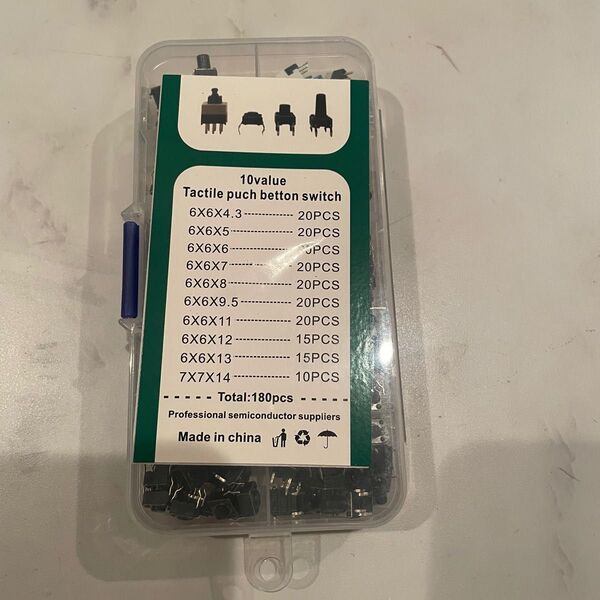 10value
Tactile puch betton switch
6X6X4.3 ------------- 20PCS
6X6X5 ------------- 20PCS
6X6X6 ------------- 0PCS
6X6X7 ------------- 20PCS
6X6X8 ------------- 20PCS
6X6X9.5 ------------- 20PCS
6X6X11 ------------- 20PCS
6X6X12 ------------- 15PCS
6X6X13 ------------- 15PCS
7X7X14 ------------- 10PCS
- - - - - - Total:180pcs - - - - - -
Professional semiconductor suppliers
Made in china